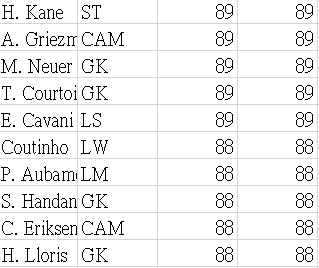 H. Kane ST 89 89
A. Griezm CAM 89 89
M. Neuer GK 89 89
T. Courtoi GK 89 89
E. Cavani LS 89 89
Coutinho LW 88 88
P. Aubam LM 88 88
S. Handan GK 88 88
C. Eriksen CAM 88 88
H. Lloris GK 88 88